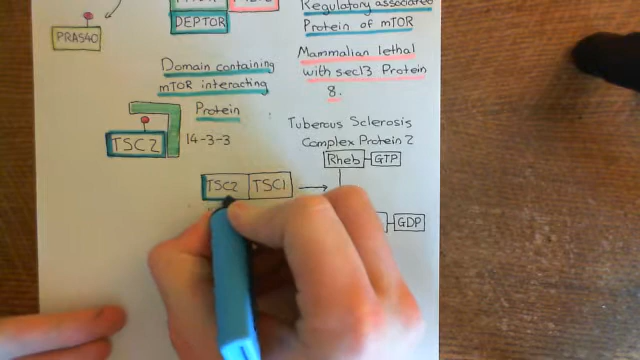 Regulatory associated
Protein of mTOR
DEPTOR
PRAS40
Mammalian lethal
with sec13 Protein
8.
Domain containing
mTOR interacting
Protein
TSC2
14-3-3
Tuberous Sclerosis
Complex Protein 2
Rheb
GTP
TSC2
TSC1
GDP